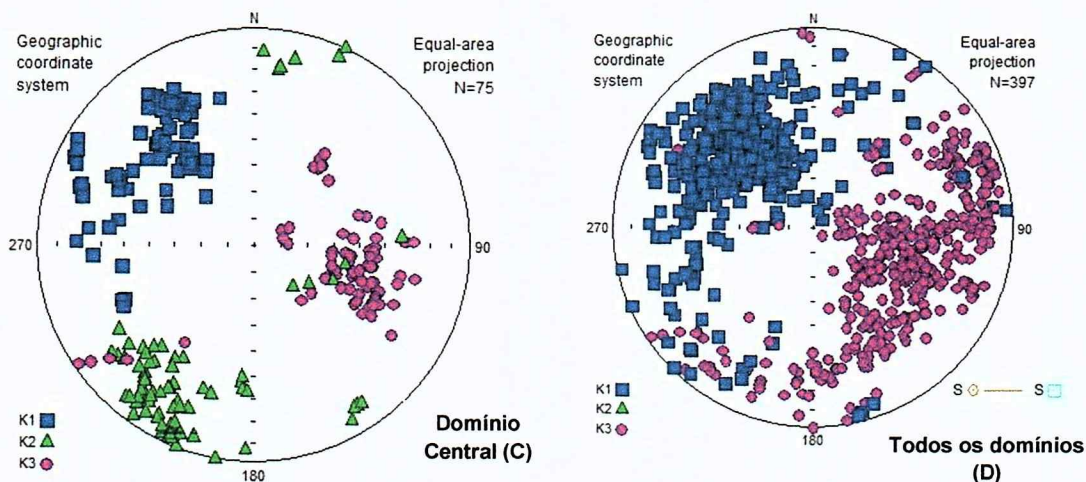 N
Geographic
coordinate
system
Equal-area
projection
N=75
270
90
K1
K2
K3
180
Domínio
Central (C)
N
Geographic
coordinate
system
Equal-area
projection
N=397
270
90
K1
K2
K3
180
S
S
Todos os domínios
(D)